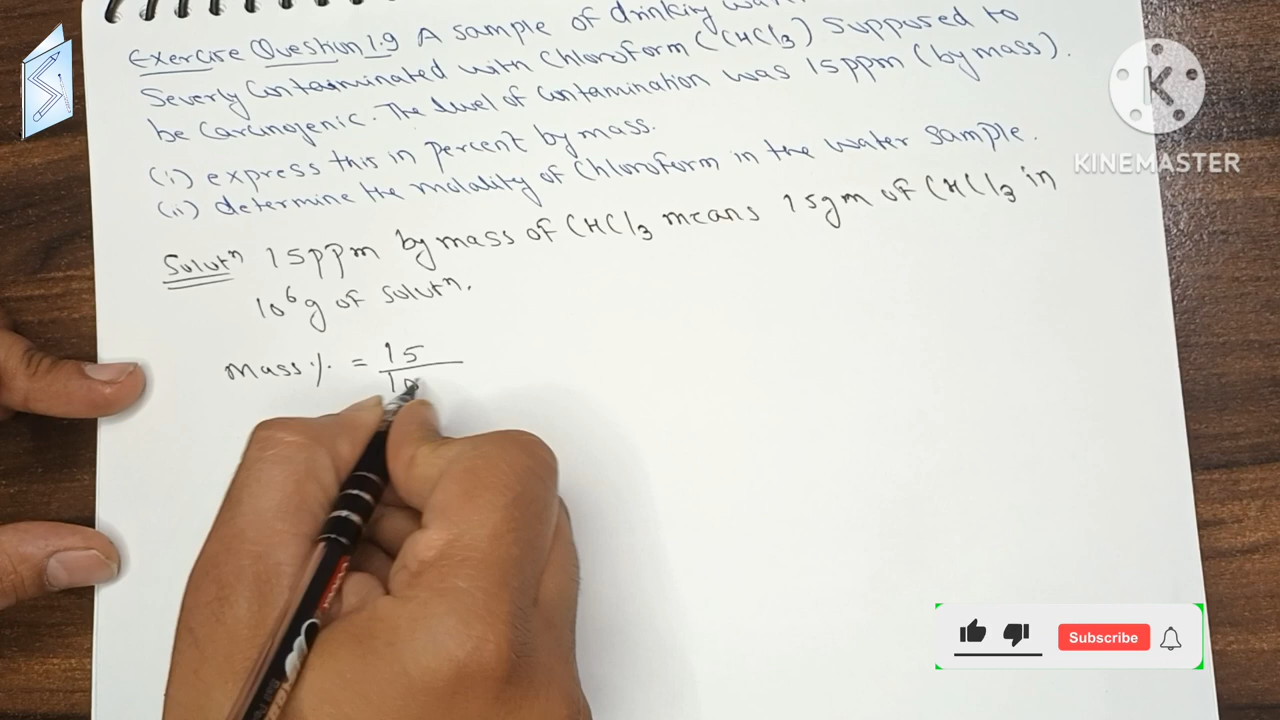 Exercise Question 1.9 A sample of drinking
Severly Contaminated with Chloroform (CHCl3) Supposed to
be Carcinogenic. The level of Contamination was 15ppm (by mass).
(i) express this in percent by mass.
(ii) determine the molality of Chloroform in the water sample.
Solutn 15ppm by mass of CHCl3 means 15gm of CHCl3 in
10^6g of solutn.
Mass % = 15
10
K
KINEMASTER
Subscribe